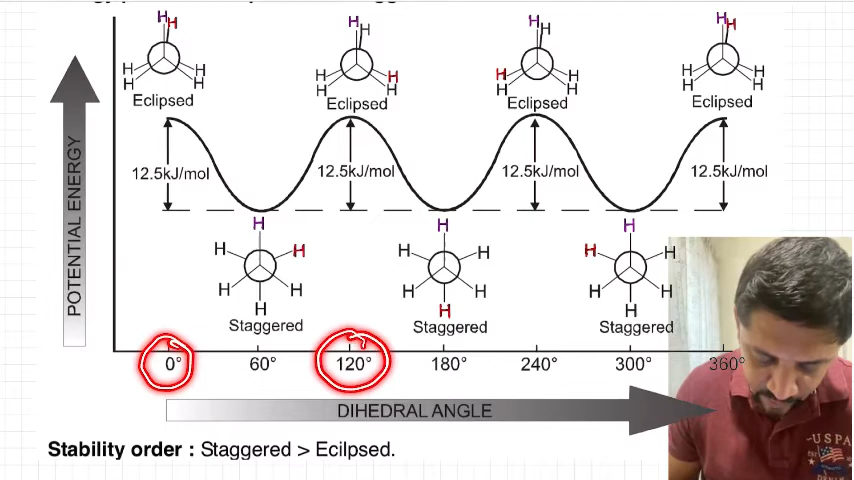 H H
H H
H H
Eclipsed
H H
H H
H H
Eclipsed
H H
H H
H H
Eclipsed
H H
H H
H H
Eclipsed
12.5kJ/mol 12.5kJ/mol 12.5kJ/mol 12.5kJ/mol
POTENTIAL ENERGY
H
H H
H H
H
Staggered
H
H H
H H
H
Staggered
H
H H
H H
H
Staggered
0° 60° 120° 180° 240° 300° 360°
DIHEDRAL ANGLE
Stability order : Staggered > Ecilpsed.
U S P A